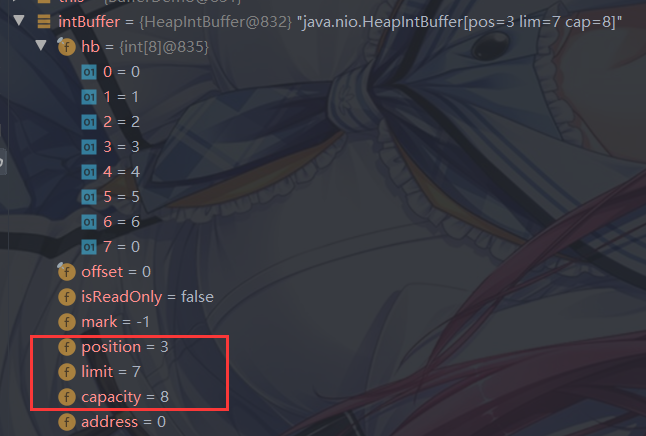 this = {BufferDemo@831}
intBuffer = {HeapIntBuffer@832} "java.nio.HeapIntBuffer[pos=3 lim=7 cap=8]"
f hb = {int[8]@835}
01 0 = 0
01 1 = 1
01 2 = 2
01 3 = 3
01 4 = 4
01 5 = 5
01 6 = 6
01 7 = 0
f offset = 0
f isReadOnly = false
f mark = -1
f position = 3
f limit = 7
f capacity = 8
f address = 0